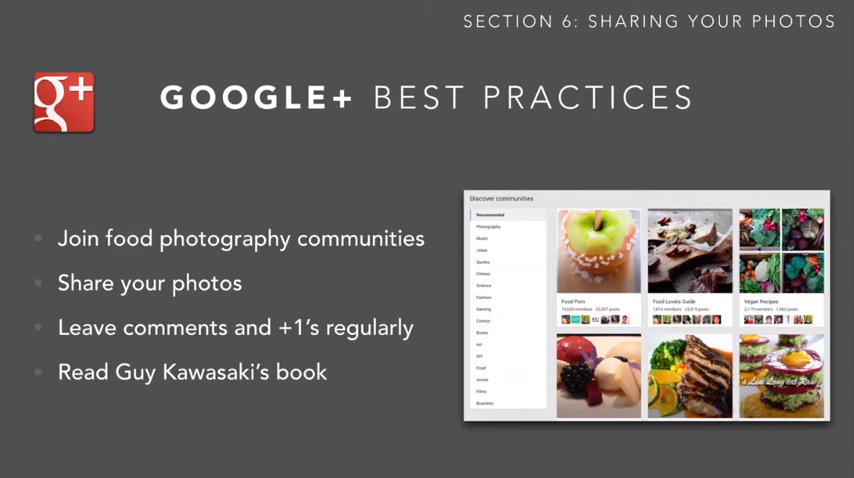 SECTION 6: SHARING YOUR PHOTOS
g+
GOOGLE+ BEST PRACTICES
Join food photography communities
Share your photos
Leave comments and +1's regularly
Read Guy Kawasaki's book
Discover communities
Recommended
Photography
Music
Jokes
Quotes
Fitness
Science
Fashion
Gaming
Comics
Books
Art
DIY
Food
Anime
Films
Business
Food Porn
Food Lovers Guide
Vegan Recipes